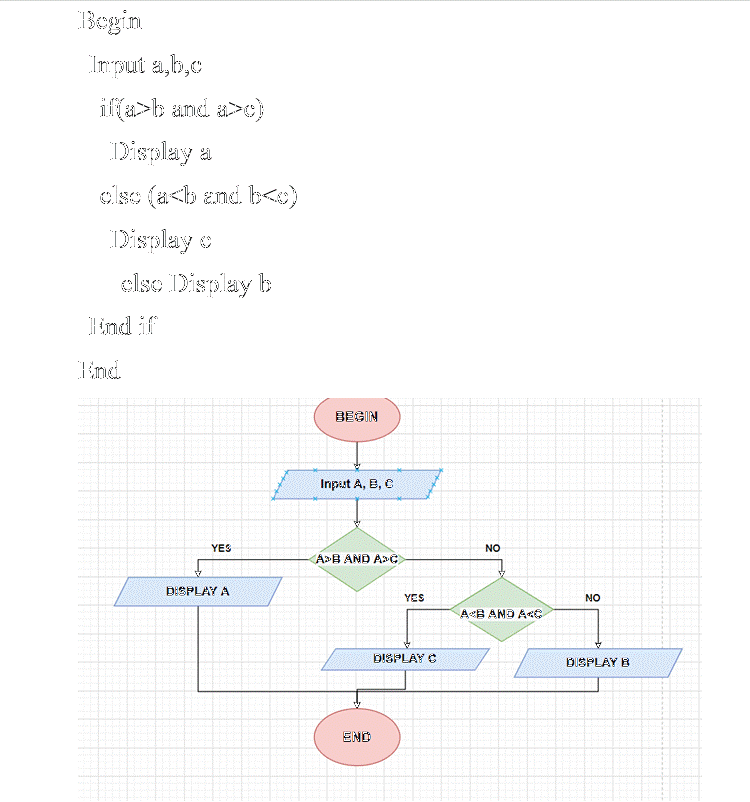 Begin
Input a,b,c
if(a>b and a>c)
Display a
else (a<b and b<c)
Display c
else Display b
End if
End
BEGIN
Input A, B, C
YES
A>B AND A>C
NO
DISPLAY A
YES
A<B AND A<C
NO
DISPLAY C
DISPLAY B
END